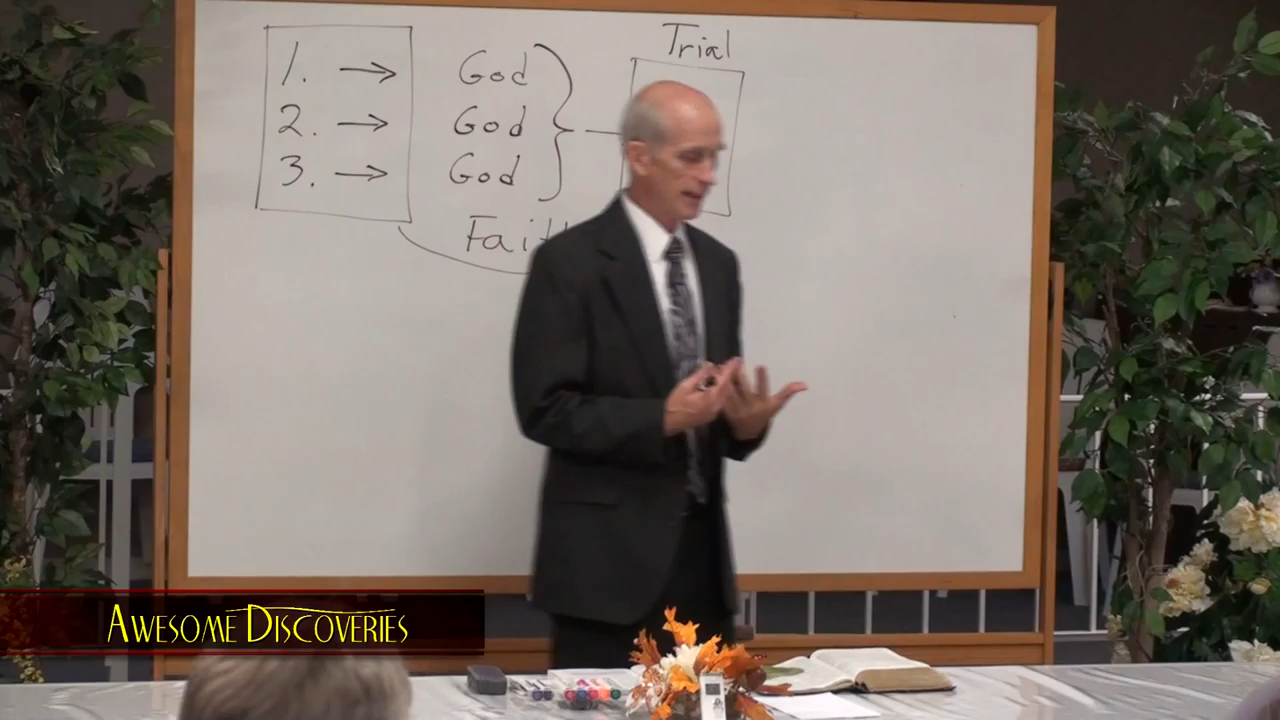 Trial
1. → God
2. → God
3. → God
AWESOME DISCOVERIES